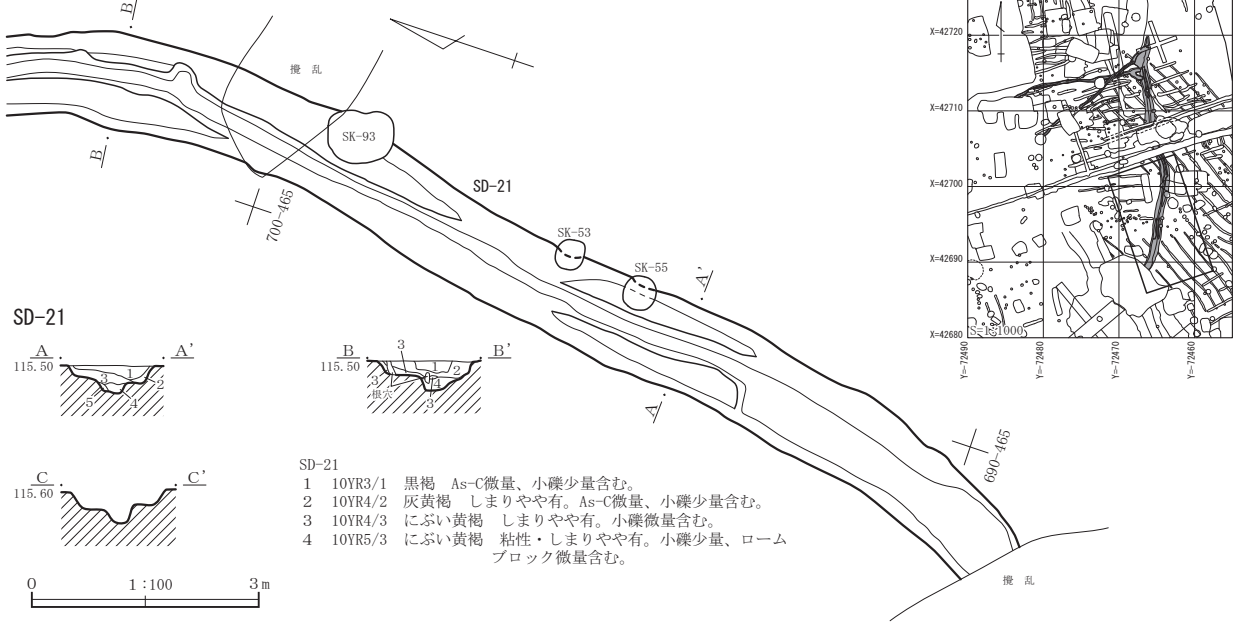 B
攪 乱
SK-93
SD-21
B
700-465
SK-53
SK-55
A'
A
690-465
攪 乱
X=42720
X=42710
X=42700
X=42690
X=42680
S=1:1000
Y=-72490
Y=-72480
Y=-72470
Y=-72460
SD-21
A A'
115.50
1
3 2
5 4
B B'
115.50
3
1 2
3 4
根穴
3
C C'
115.60
SD-21
1 10YR3/1 黒褐 As-C微量、小礫少量含む。
2 10YR4/2 灰黄褐 しまりやや有。As-C微量、小礫少量含む。
3 10YR4/3 にぶい黄褐 しまりやや有。小礫微量含む。
4 10YR5/3 にぶい黄褐 粘性・しまりやや有。小礫少量、ローム
ブロック微量含む。
0 1:100 3m